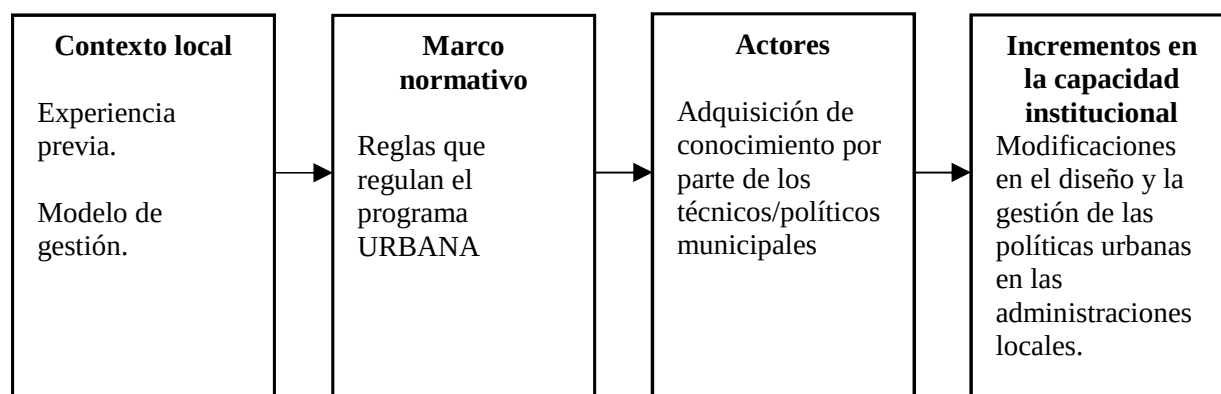 Contexto local
Experiencia
previa.
Modelo de
gestión.
Marco
normativo
Reglas que
regulan el
programa
URBANA
Actores
Adquisición de
conocimiento por
parte de los
técnicos/políticos
municipales
Incrementos en
la capacidad
institucional
Modificaciones
en el diseño y la
gestión de las
políticas urbanas
en las
administraciones
locales.